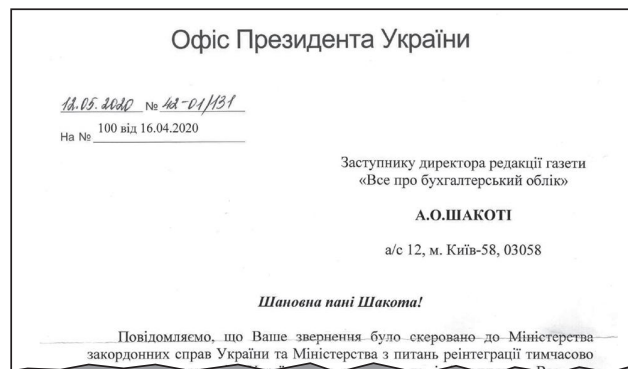 Офіс Президента України
12.05.2020 № 42-01/131
На № 100 від 16.04.2020
Заступнику директора редакції газети
«Все про бухгалтерський облік»
А.О.ШАКОТІ
а/с 12, м. Київ-58, 03058
Шановна пані Шакота!
Повідомляємо, що Ваше звернення було скеровано до Міністерства
закордонних справ України та Міністерства з питань реінтеграції тимчасово